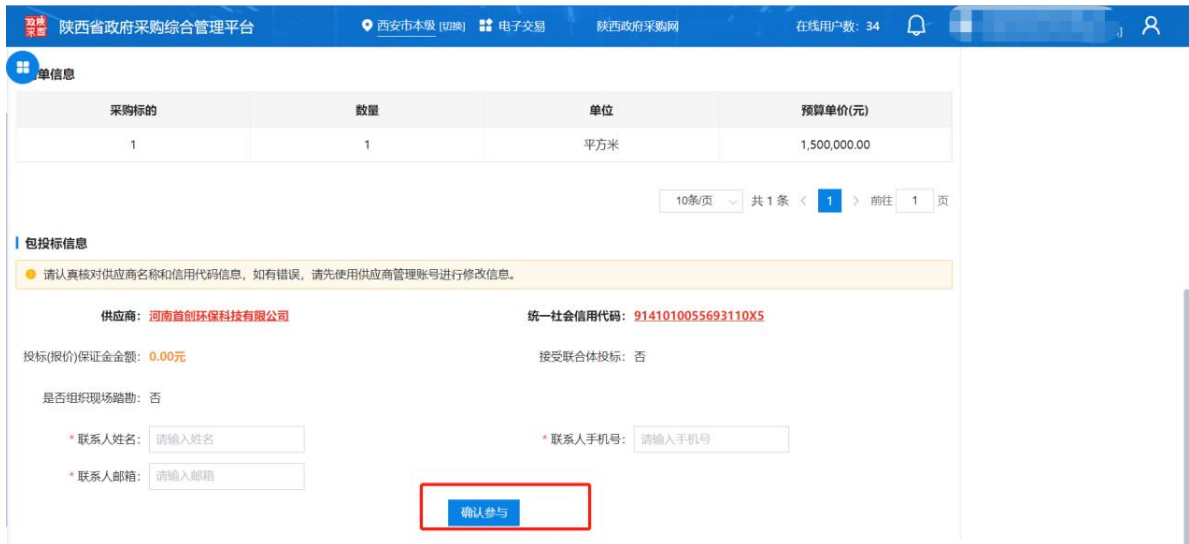 政陕
采西 陕西省政府采购综合管理平台 西安市本级 [切换] 电子交易 陕西政府采购网 在线用户数：34
单信息
采购标的 数量 单位 预算单价(元)
1 1 平方米 1,500,000.00
10条/页 共 1 条 < 1 > 前往 1 页
包投标信息
请认真核对供应商名称和信用代码信息，如有错误，请先使用供应商管理账号进行修改信息。
供应商：河南首创环保科技有限公司 统一社会信用代码：9141010055693110X5
投标(报价)保证金金额：0.00元 接受联合体投标：否
是否组织现场踏勘：否
* 联系人姓名：请输入姓名 * 联系人手机号：请输入手机号
* 联系人邮箱：请输入邮箱
确认参与